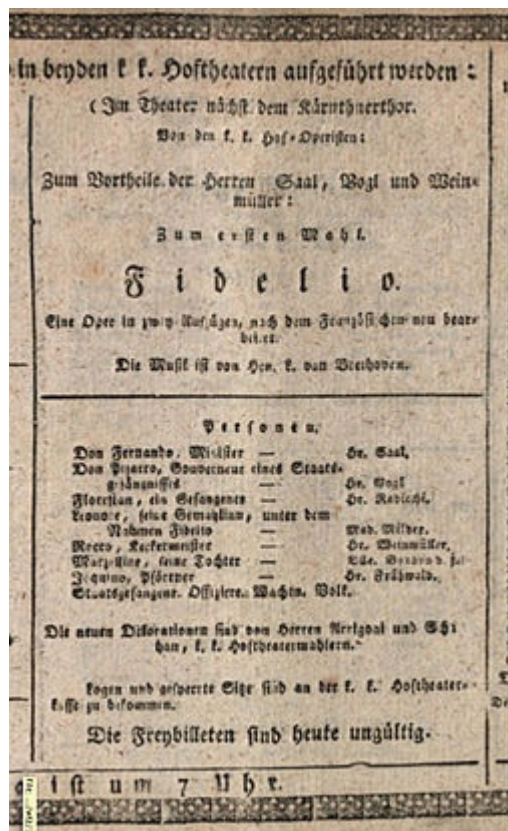 in beyden k k. Hoftheatern aufgeführt werden :
(Im Theater nächst dem Kärnthnerthor.
Von den k. k. Hof-Operisten:
Zum Vortheile der Herren Saal, Vogl und Wein-
müller:
Zum ersten Mahl.
Fidelio.
Eine Oper in zwey Aufzügen, nach dem Französischen neu bear-
beitet.
Die Musik ist von Hrn. L. van Beethoven.
Personen.
Don Fernando, Minister — Hr. Saal.
Don Pizarro, Gouverneur eines Staats-
gefängnisses — Hr. Vogl
Florestan, ein Gefangener — Hr. Radichi.
Leonore, seine Gemahlinn, unter dem
Nahmen Fidelio — Mad. Milder.
Rocco, Kerkermeister — Hr. Weinmüller.
Marzelline, seine Tochter —
Jaquino, Pförtner — Hr. Frühwald.
Staatsgefangene. Offiziere. Wachen. Volk.
Die neuen Dekorationen sind von Herren Arrigoni und
k. k. Hoftheatermahlern.
Logen und gesperrte Sitze sind an der k. k. Hoftheater-
kasse zu bekommen.
Die Freybilleten sind heute ungültig.
ist um 7 Uhr.